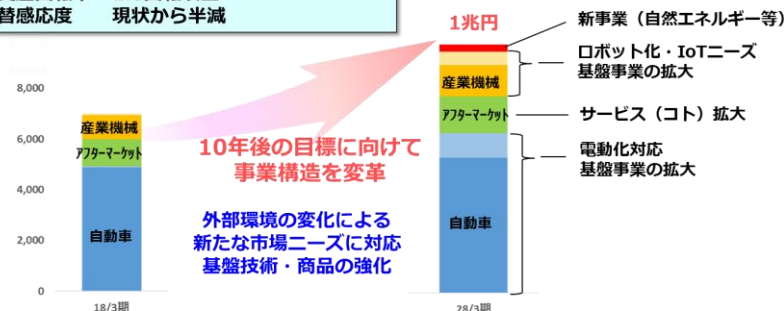 替感応度 現状から半減
1兆円
新事業（自然エネルギー等）
ロボット化・IoTニーズ
基盤事業の拡大
サービス（コト）拡大
電動化対応
基盤事業の拡大
8,000
6,000
4,000
2,000
0
産業機械
アフターマーケット
自動車
18/3期
10年後の目標に向けて
事業構造を変革
外部環境の変化による
新たな市場ニーズに対応
基盤技術・商品の強化
産業機械
アフターマーケット
自動車
28/3期